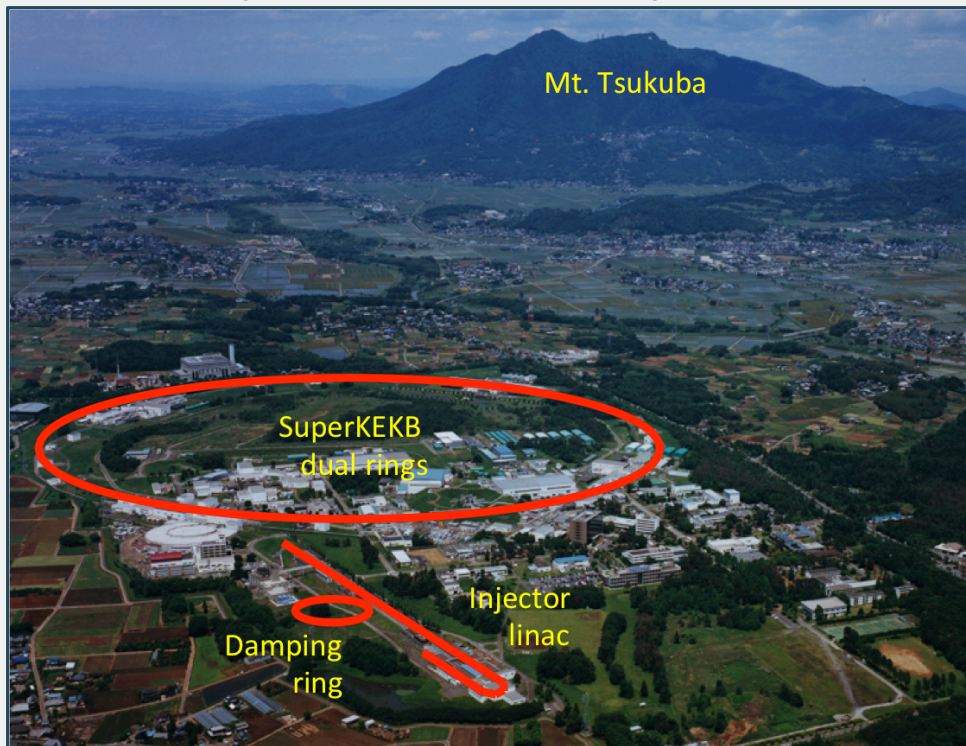 Mt. Tsukuba
SuperKEKB
dual rings
Injector
linac
Damping
ring